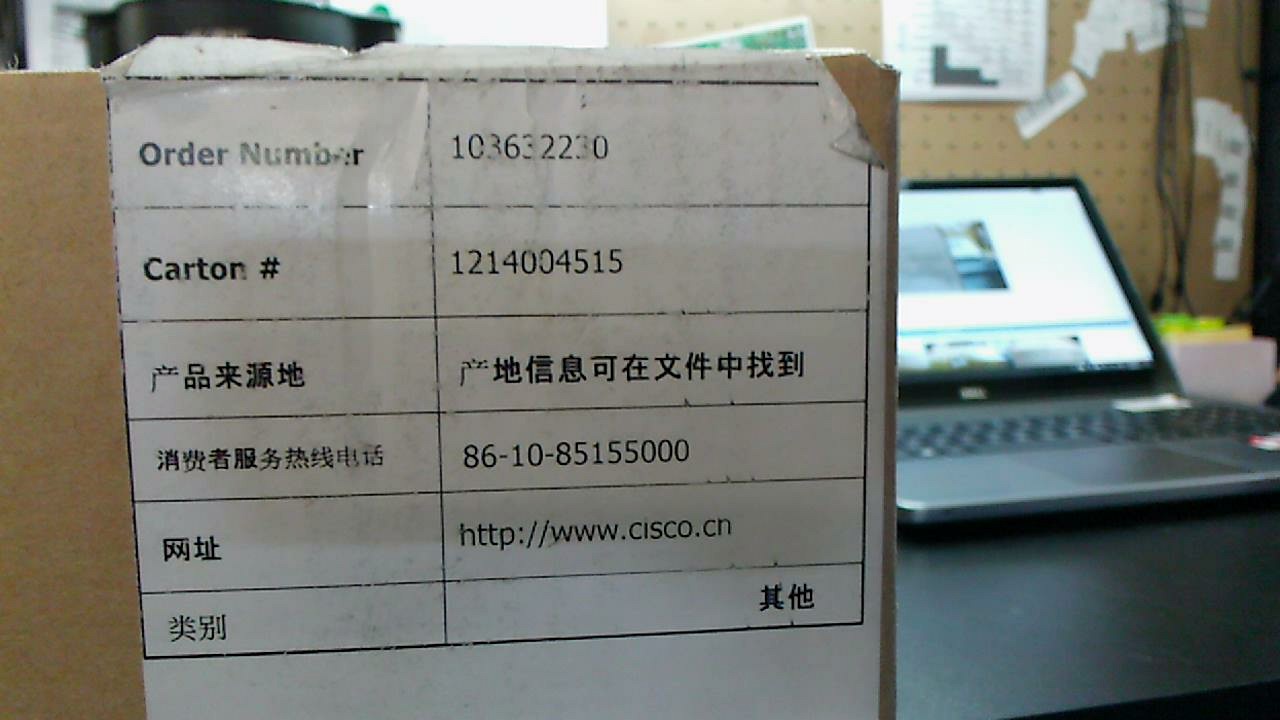 Order Number 103632230
Carton # 1214004515
产品来源地 产地信息可在文件中找到
消费者服务热线电话 86-10-85155000
网址 http://www.cisco.cn
类别 其他
DELL